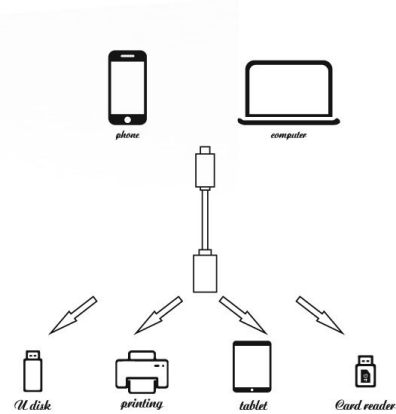 phone
computer
U disk
printing
tablet
Card reader